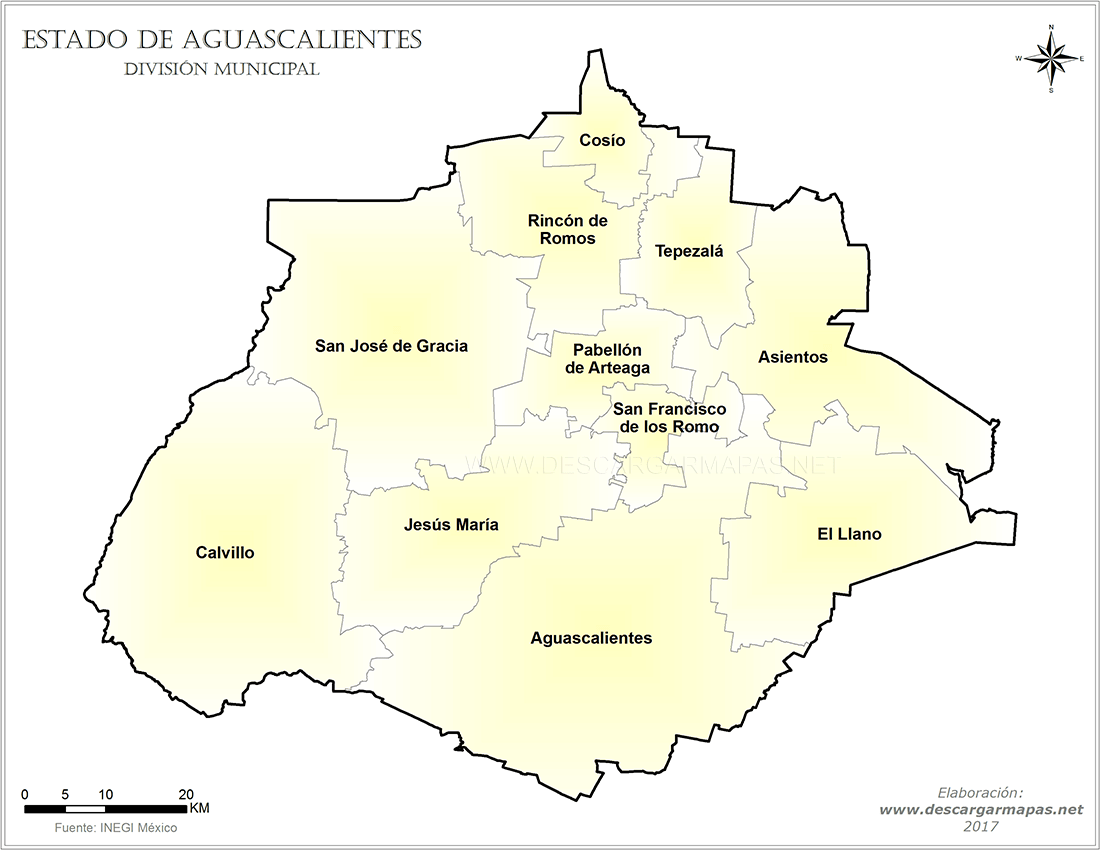 ESTADO DE AGUASCALIENTES
DIVISIÓN MUNICIPAL
N
W
E
S
Cosío
Rincón de
Romos
Tepezalá
San José de Gracia
Pabellón
de Arteaga
Asientos
San Francisco
de los Romo
WWW.DESCARGARMAPAS.NET
Jesús María
El Llano
Calvillo
Aguascalientes
0 5 10 20
KM
Fuente: INEGI México
Elaboración:
www.descargarmapas.net
2017